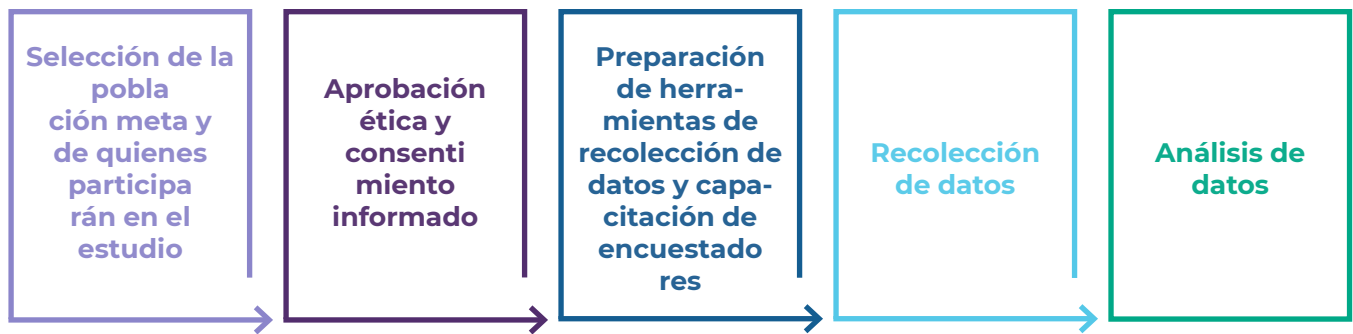 Selección de la
pobla
ción meta y
de quienes
participa
rán en el
estudio
Aprobación
ética y
consenti
miento
informado
Preparación
de herra-
mientas de
recolección de
datos y capa-
citación de
encuestado
res
Recolección
de datos
Análisis de
datos